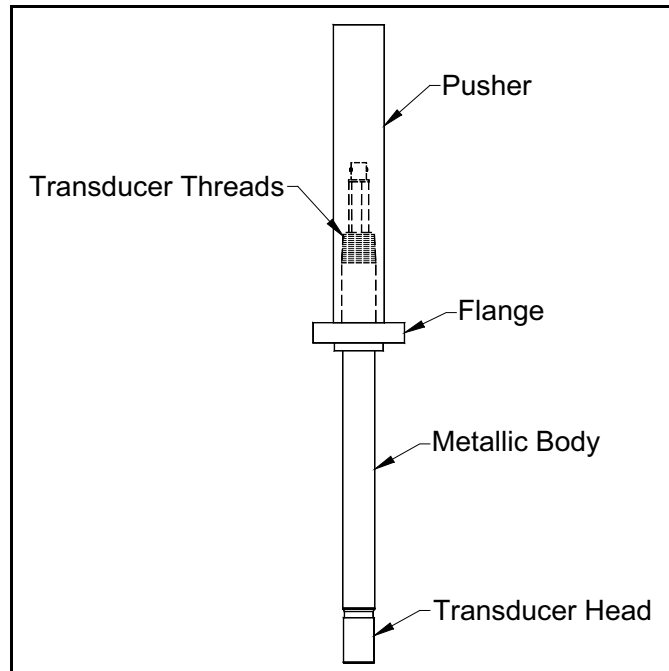 Pusher
Transducer Threads
Flange
Metallic Body
Transducer Head